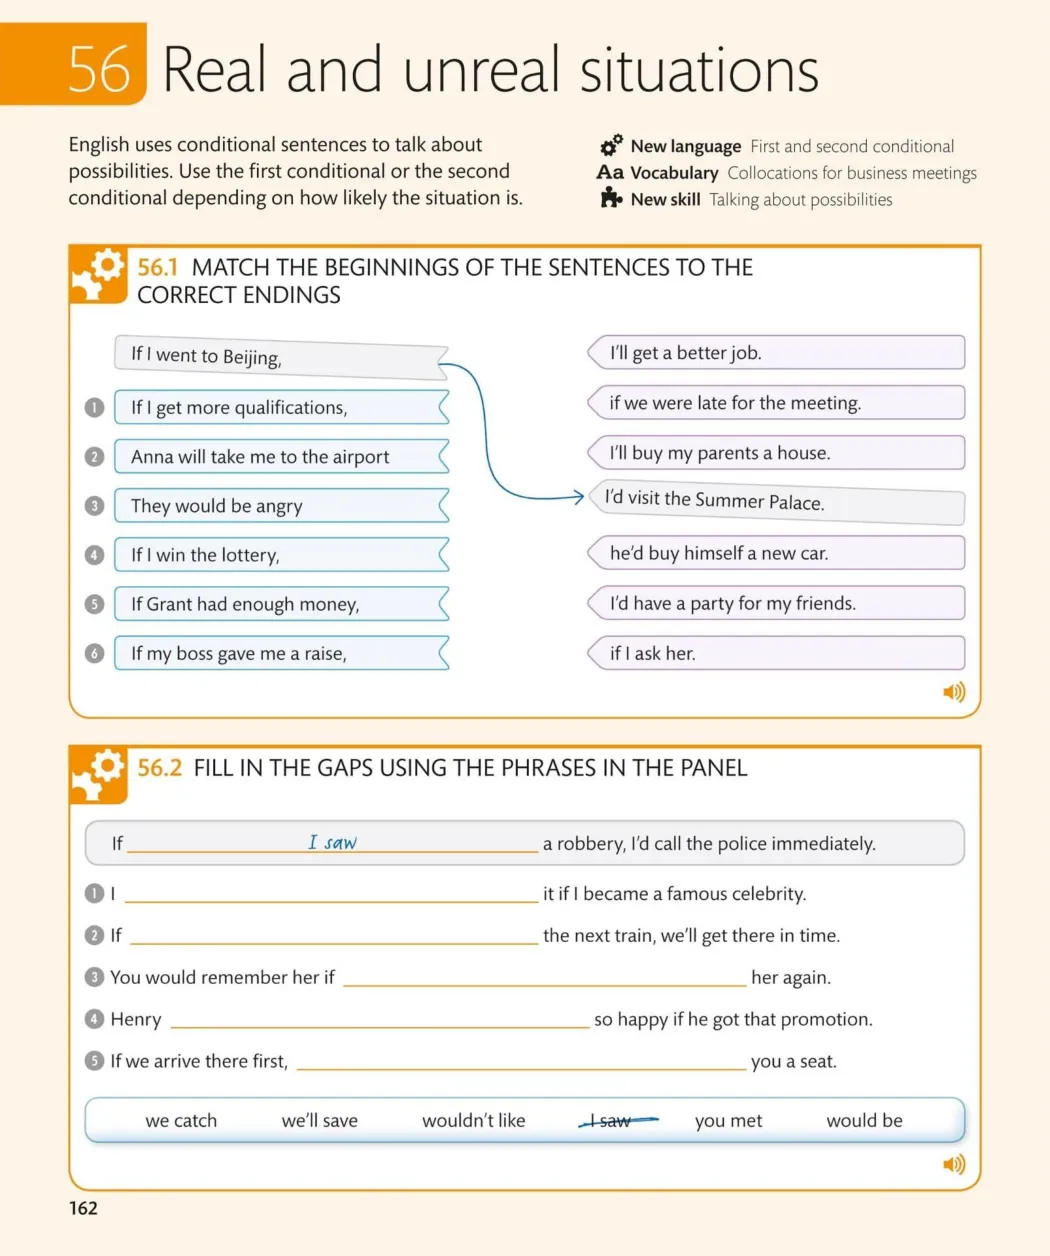 56 Real and unreal situations
English uses conditional sentences to talk about
possibilities. Use the first conditional or the second
conditional depending on how likely the situation is.
New language First and second conditional
Aa Vocabulary Collocations for business meetings
New skill Talking about possibilities
56.1 MATCH THE BEGINNINGS OF THE SENTENCES TO THE
CORRECT ENDINGS
If I went to Beijing,
1 If I get more qualifications,
2 Anna will take me to the airport
3 They would be angry
4 If I win the lottery,
5 If Grant had enough money,
6 If my boss gave me a raise,
I'll get a better job.
if we were late for the meeting.
I'll buy my parents a house.
I'd visit the Summer Palace.
he'd buy himself a new car.
I'd have a party for my friends.
if I ask her.
56.2 FILL IN THE GAPS USING THE PHRASES IN THE PANEL
If I saw a robbery, I'd call the police immediately.
1 I it if I became a famous celebrity.
2 If the next train, we'll get there in time.
3 You would remember her if her again.
4 Henry so happy if he got that promotion.
5 If we arrive there first, you a seat.
we catch we'll save wouldn't like I saw you met would be
162